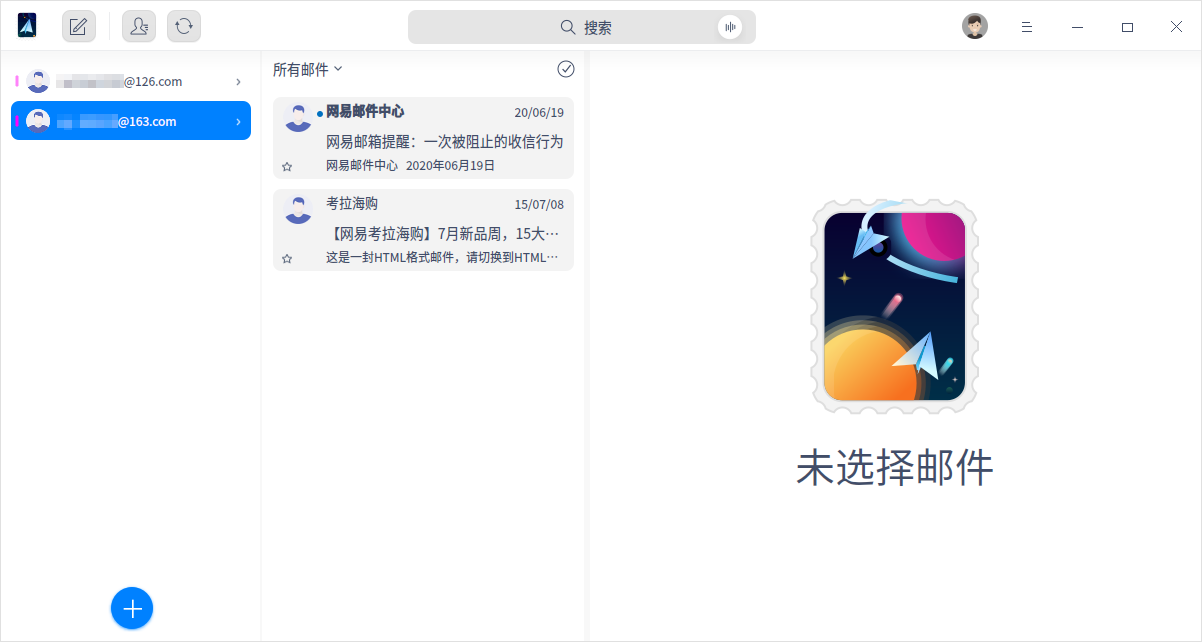 搜索
@126.com
@163.com
所有邮件
网易邮件中心 20/06/19
网易邮箱提醒：一次被阻止的收信行为
网易邮件中心 2020年06月19日
考拉海购 15/07/08
【网易考拉海购】7月新品周，15大···
这是一封HTML格式邮件，请切换到HTML···
未选择邮件